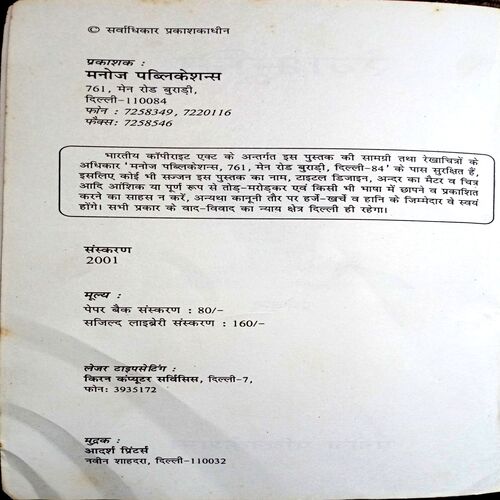 © सर्वाधिकार प्रकाशकाधीन
प्रकाशक :
मनोज पब्लिकेशन्स
761, मेन रोड बुराड़ी,
दिल्ली-110084
फोन : 7258349, 7220116
फैक्स: 7258546
भारतीय कॉपीराइट एक्ट के अन्तर्गत इस पुस्तक की सामग्री तथा रेखाचित्रों के
अधिकार 'मनोज पब्लिकेशन्स, 761, मेन रोड बुराड़ी, दिल्ली-84' के पास सुरक्षित हैं,
इसलिए कोई भी सज्जन इस पुस्तक का नाम, टाइटल डिजाइन, अन्दर का मैटर व चित्र
आदि आंशिक या पूर्ण रूप से तोड़-मरोड़कर एवं किसी भी भाषा में छापने व प्रकाशित
करने का साहस न करें, अन्यथा कानूनी तौर पर हर्जे-खर्चे व हानि के जिम्मेदार वे स्वयं
होंगे। सभी प्रकार के वाद-विवाद का न्याय क्षेत्र दिल्ली ही रहेगा।
संस्करण
2001
मूल्य :
पेपर बैक संस्करण : 80/-
सजिल्द लाइब्रेरी संस्करण : 160/-
लेजर टाइपसेटिंग :
किरन कंप्यूटर सर्विसिस, दिल्ली-7,
फोन: 3935172
मुद्रक :
आदर्श प्रिंटर्स
नवीन शाहदरा, दिल्ली-110032